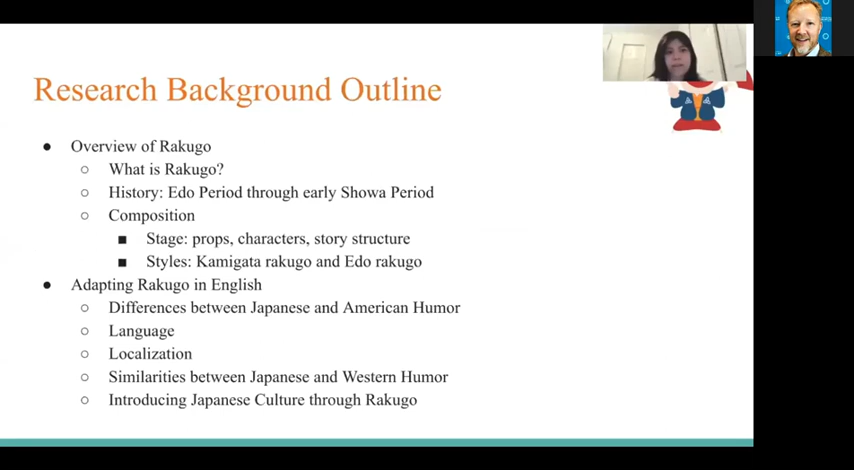 Research Background Outline
● Overview of Rakugo
○ What is Rakugo?
○ History: Edo Period through early Showa Period
○ Composition
■ Stage: props, characters, story structure
■ Styles: Kamigata rakugo and Edo rakugo
● Adapting Rakugo in English
○ Differences between Japanese and American Humor
○ Language
○ Localization
○ Similarities between Japanese and Western Humor
○ Introducing Japanese Culture through Rakugo